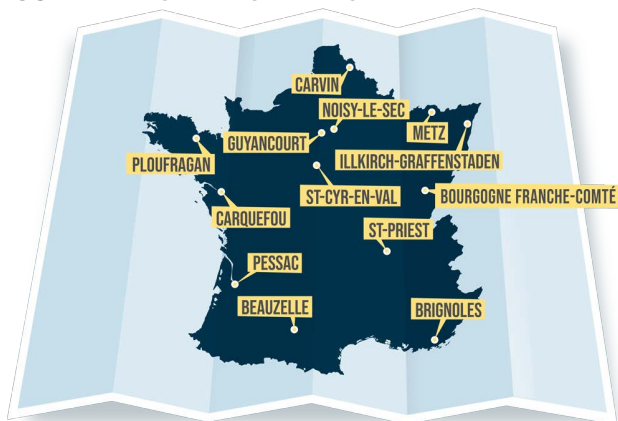 CARVIN
NOISY-LE-SEC
METZ
GUYANCOURT
ILLKIRCH-GRAFFENSTADEN
PLOUFRAGAN
ST-CYR-EN-VAL
BOURGOGNE FRANCHE-COMTÉ
CARQUEFOU
ST-PRIEST
PESSAC
BEAUZELLE
BRIGNOLES